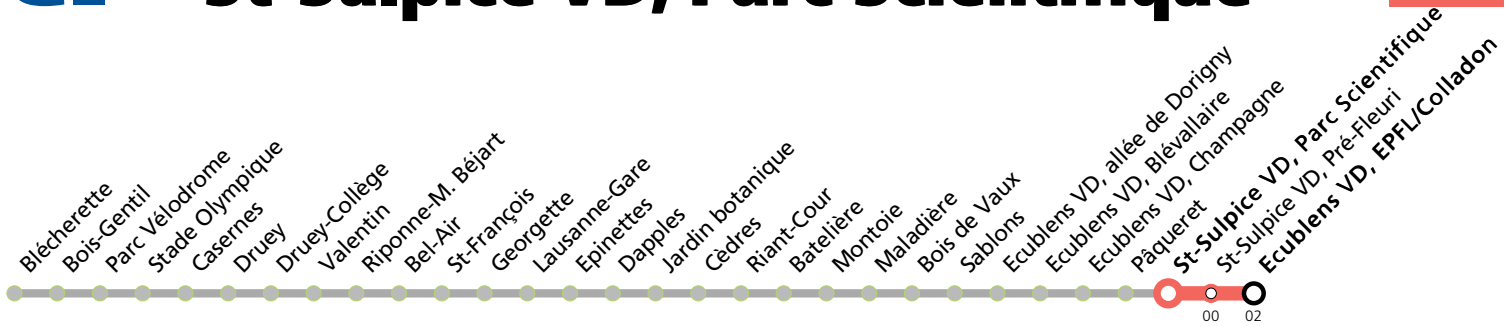 St-Sulpice VD, Parc Scientifique
Blécherette
Bois-Gentil
Parc Vélodrome
Stade Olympique
Casernes
Druey
Druey-Collège
Valentin
Riponne-M. Béjart
Bel-Air
St-François
Georgette
Lausanne-Gare
Epinettes
Dapples
Jardin botanique
Cèdres
Riant-Cour
Batelière
Montoie
Maladière
Bois de Vaux
Sablons
Ecublens VD, allée de Dorigny
Ecublens VD, Blévallaire
Ecublens VD, Champagne
Pâqueret
St-Sulpice VD, Parc Scientifique
St-Sulpice VD, Pré-Fleuri
Ecublens VD, EPFL/Colladon
00 02